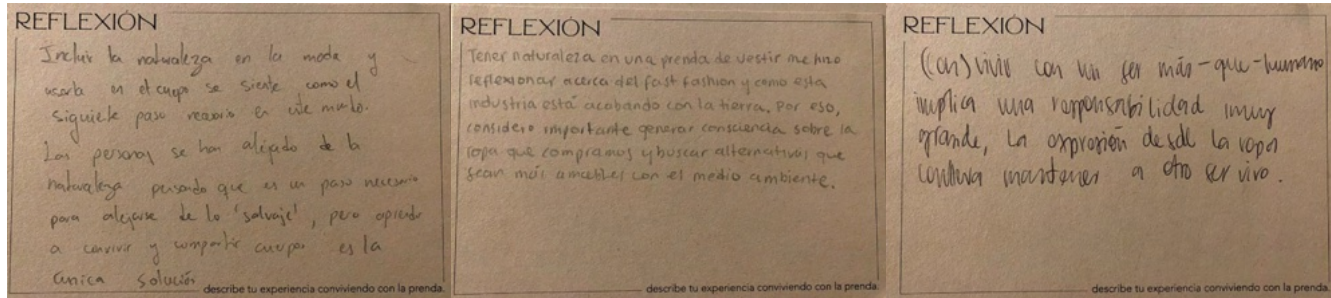 REFLEXIÓN
Incluir la naturaleza en la moda y
usarla en el cuerpo se siente como el
siguiente paso necesario en este mundo.
Las personas se han alejado de la
naturaleza pensando que es un paso necesario
para alejarse de lo 'salvaje', pero aprender
a convivir y compartir cuerpos es la
única solución
describe tu experiencia conviviendo con la prenda.
REFLEXIÓN
Tener naturaleza en una prenda de vestir me hizo
reflexionar acerca del fast fashion y como esta
industria está acabando con la tierra. Por eso,
considero importante generar consciencia sobre la
ropa que compramos y buscar alternativas que
sean más amables con el medio ambiente.
describe tu experiencia conviviendo con la prenda.
REFLEXIÓN
(Con)vivir con un ser más-que-humano
implica una responsabilidad muy
grande, La expresión desde la ropa
conlleva mantener a otro ser vivo.
describe tu experiencia conviviendo con la prenda.